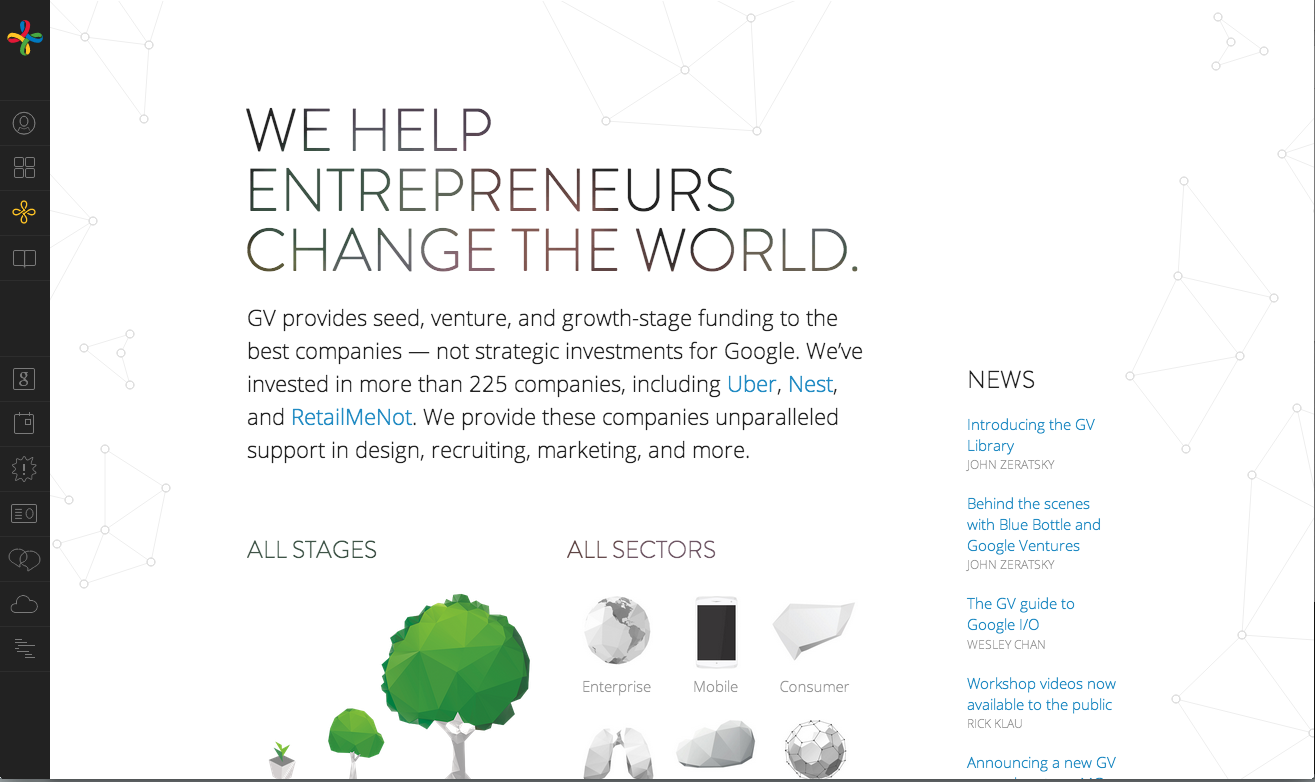 WE HELP
ENTREPRENEURS
CHANGE THE WORLD.
GV provides seed, venture, and growth-stage funding to the
best companies — not strategic investments for Google. We’ve
invested in more than 225 companies, including Uber, Nest,
and RetailMeNot. We provide these companies unparalleled
support in design, recruiting, marketing, and more.
ALL STAGES
ALL SECTORS
Enterprise
Mobile
Consumer
NEWS
Introducing the GV
Library
JOHN ZERATSKY
Behind the scenes
with Blue Bottle and
Google Ventures
JOHN ZERATSKY
The GV guide to
Google I/O
WESLEY CHAN
Workshop videos now
available to the public
RICK KLAU
Announcing a new GV